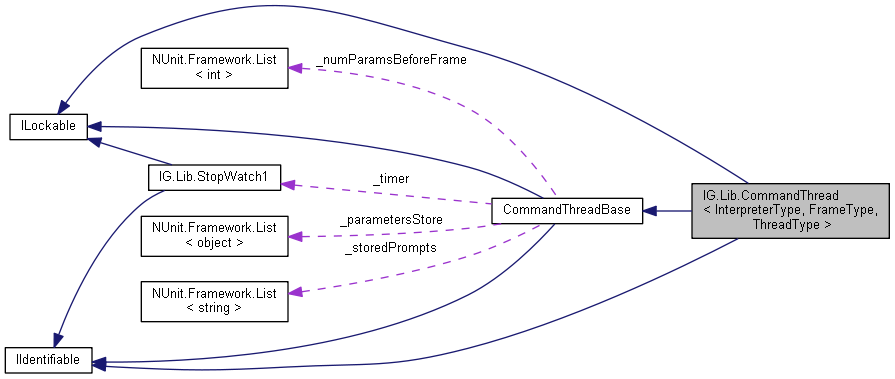 NUnit.Framework.List
< int >
_numParamsBeforeFrame
ILockable
IG.Lib.StopWatch1
_timer
NUnit.Framework.List
< object >
_parametersStore
CommandThreadBase
IG.Lib.CommandThread
< InterpreterType, FrameType,
ThreadType >
_storedPrompts
NUnit.Framework.List
< string >
IIdentifiable